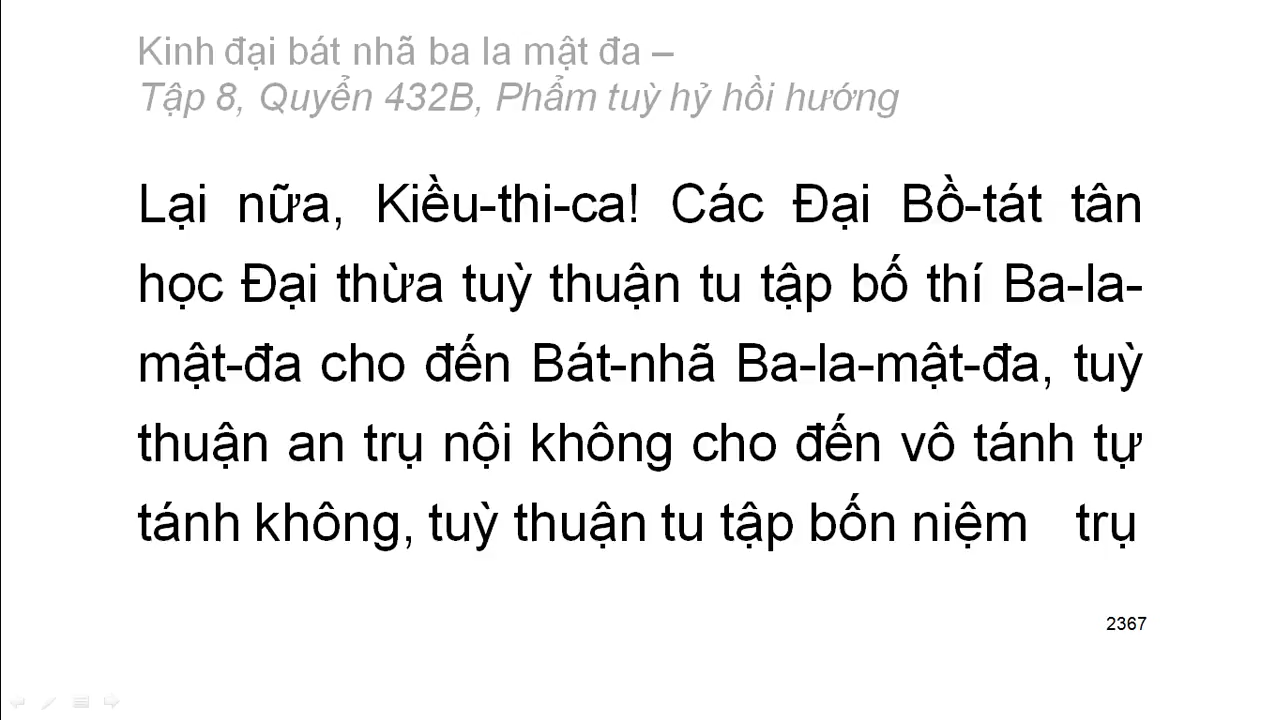 Kinh đại bát nhã ba la mật đa –
Tập 8, Quyển 432B, Phẩm tuỳ hỷ hồi hướng
Lại nữa, Kiều-thi-ca! Các Đại Bồ-tát tân
học Đại thừa tuỳ thuận tu tập bố thí Ba-la-
mật-đa cho đến Bát-nhã Ba-la-mật-đa, tuỳ
thuận an trụ nội không cho đến vô tánh tự
tánh không, tuỳ thuận tu tập bốn niệm trụ
2367